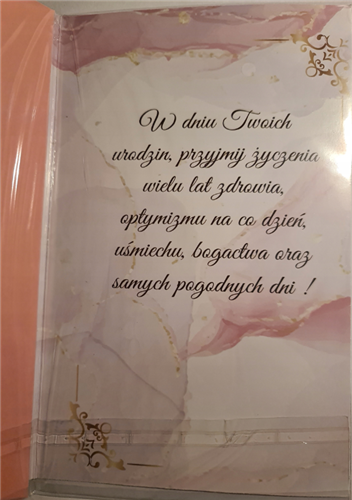 W dniu Twoich
urodzin, przyjmij życzenia
wielu lat zdrowia,
optymizmu na co dzień,
uśmiechu, bogactwa oraz
samych pogodnych dni !